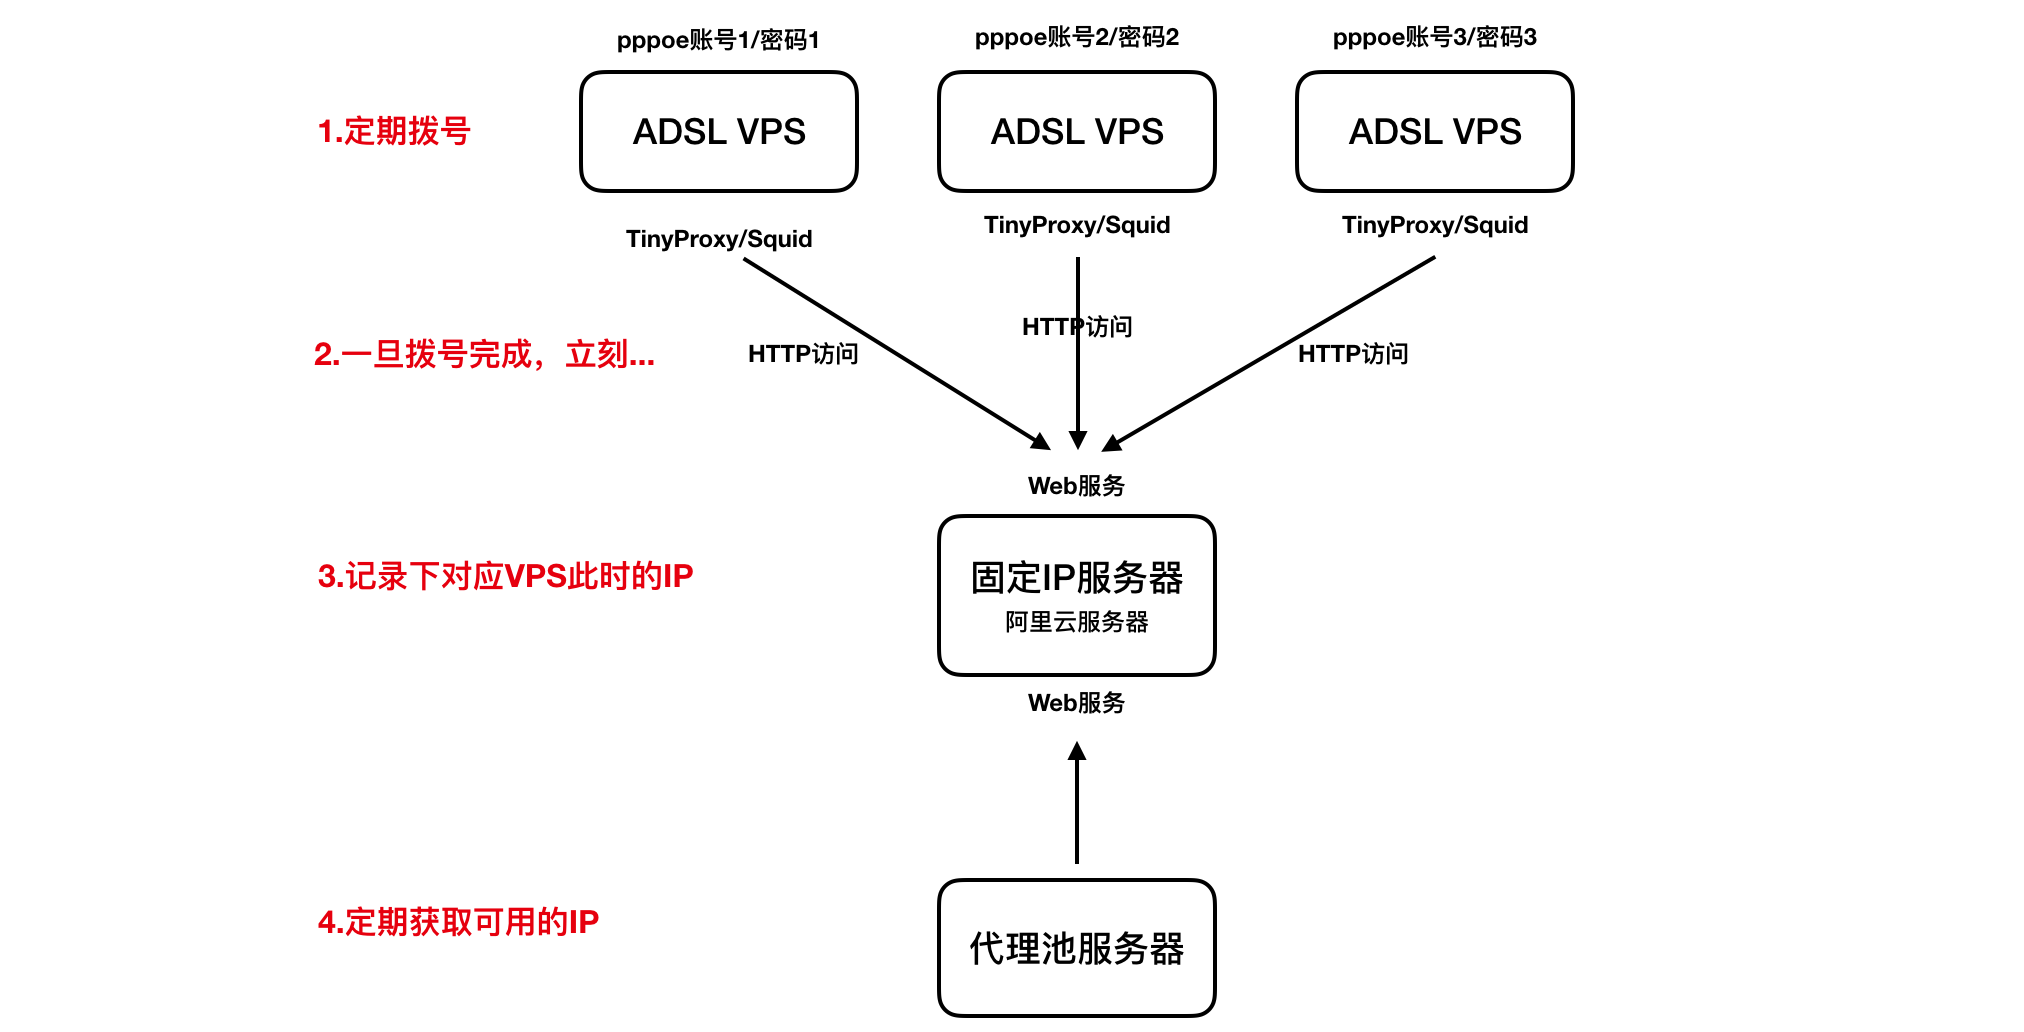 pppoe账号1/密码1
pppoe账号2/密码2
pppoe账号3/密码3
1.定期拨号
ADSL VPS
ADSL VPS
ADSL VPS
TinyProxy/Squid
TinyProxy/Squid
TinyProxy/Squid
2.一旦拨号完成，立刻...
HTTP访问
HTTP访问
HTTP访问
Web服务
3.记录下对应VPS此时的IP
固定IP服务器
阿里云服务器
Web服务
4.定期获取可用的IP
代理池服务器